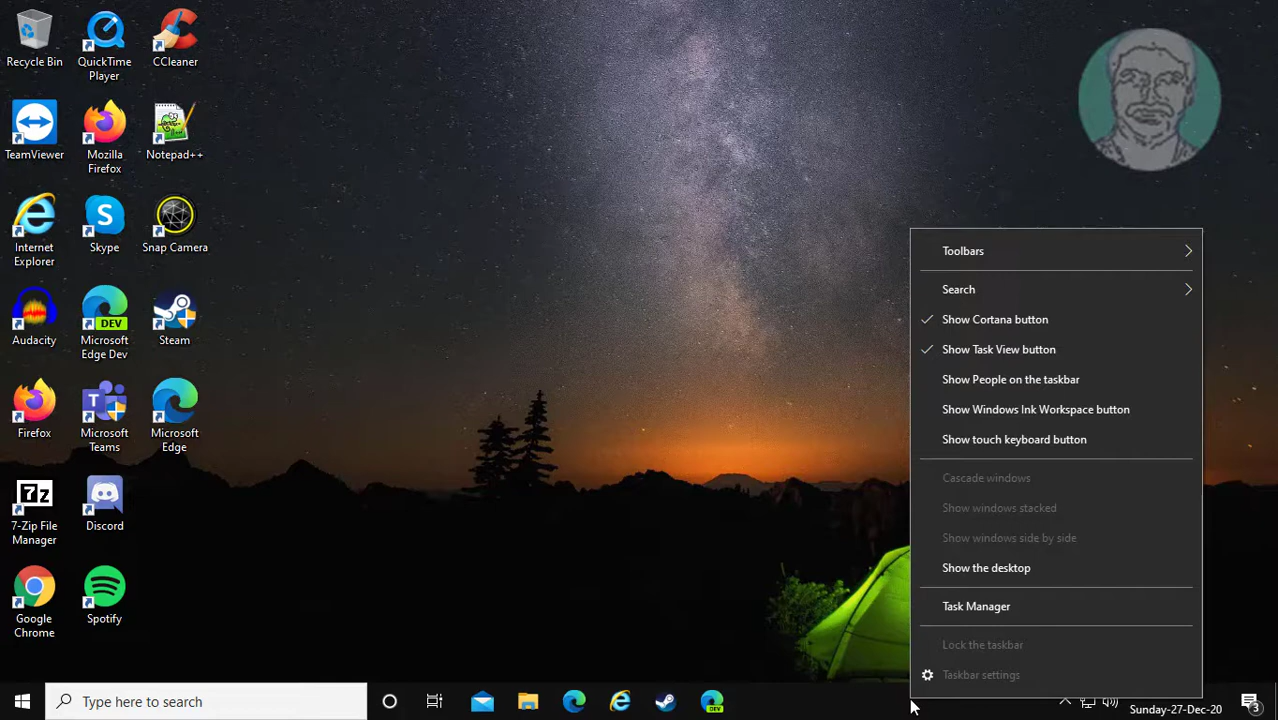 Recycle Bin
QuickTime
Player
CCleaner
TeamViewer
Mozilla
Firefox
Notepad++
Internet
Explorer
Skype
Snap Camera
Audacity
DEV
Microsoft
Edge Dev
Steam
Firefox
Microsoft
Teams
Microsoft
Edge
7z
7-Zip File
Manager
Discord
Google
Chrome
Spotify
Toolbars
Search
Show Cortana button
Show Task View button
Show People on the taskbar
Show Windows Ink Workspace button
Show touch keyboard button
Cascade windows
Show windows stacked
Show windows side by side
Show the desktop
Task Manager
Lock the taskbar
Taskbar settings
Type here to search
DEV
Sunday-27-Dec-20
3